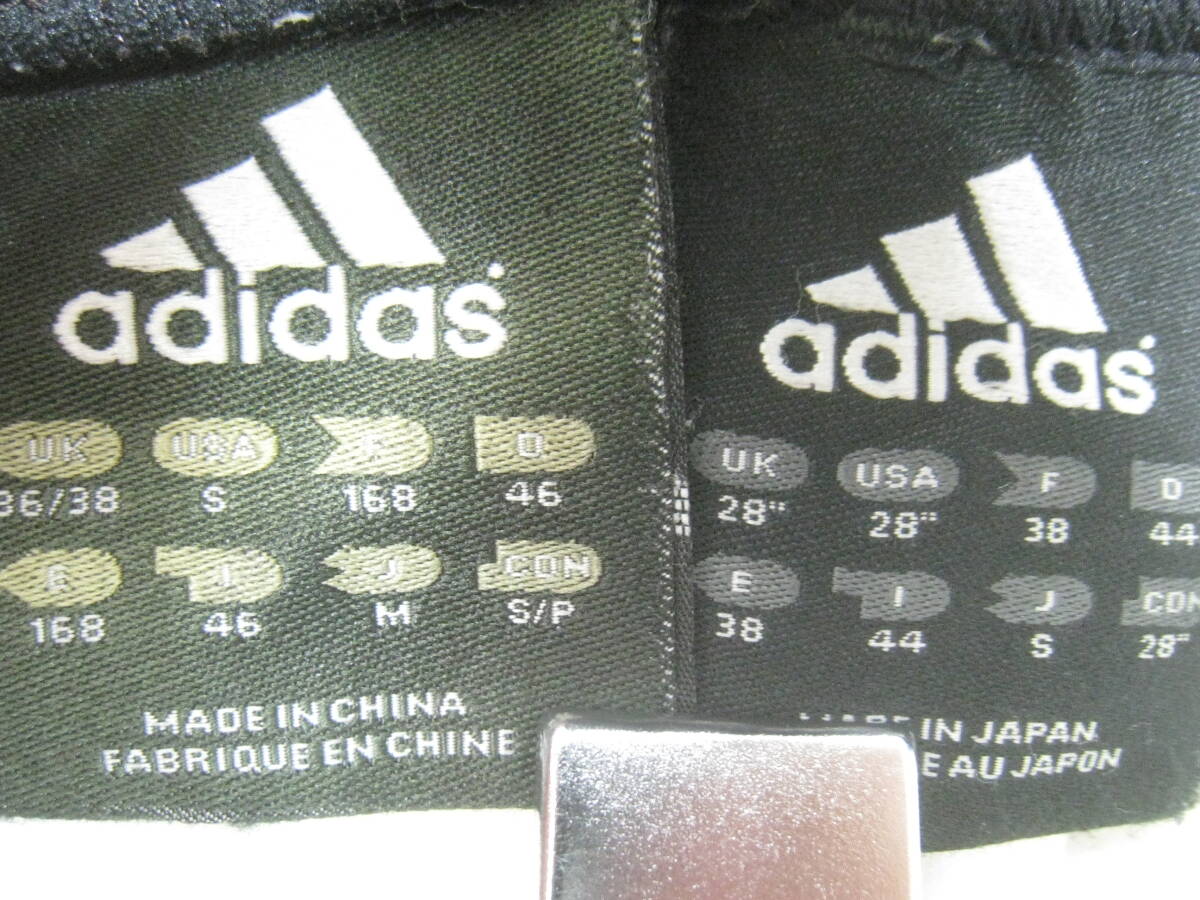 adidas
UK USA F D
36/38 S 168 46
E I J CON
168 46 M S/P
MADE IN CHINA
FABRIQUE EN CHINE
adidas
UK USA F D
28" 28" 38 44
E I J CON
38 44 S 28"
MADE IN JAPAN
AU JAPON